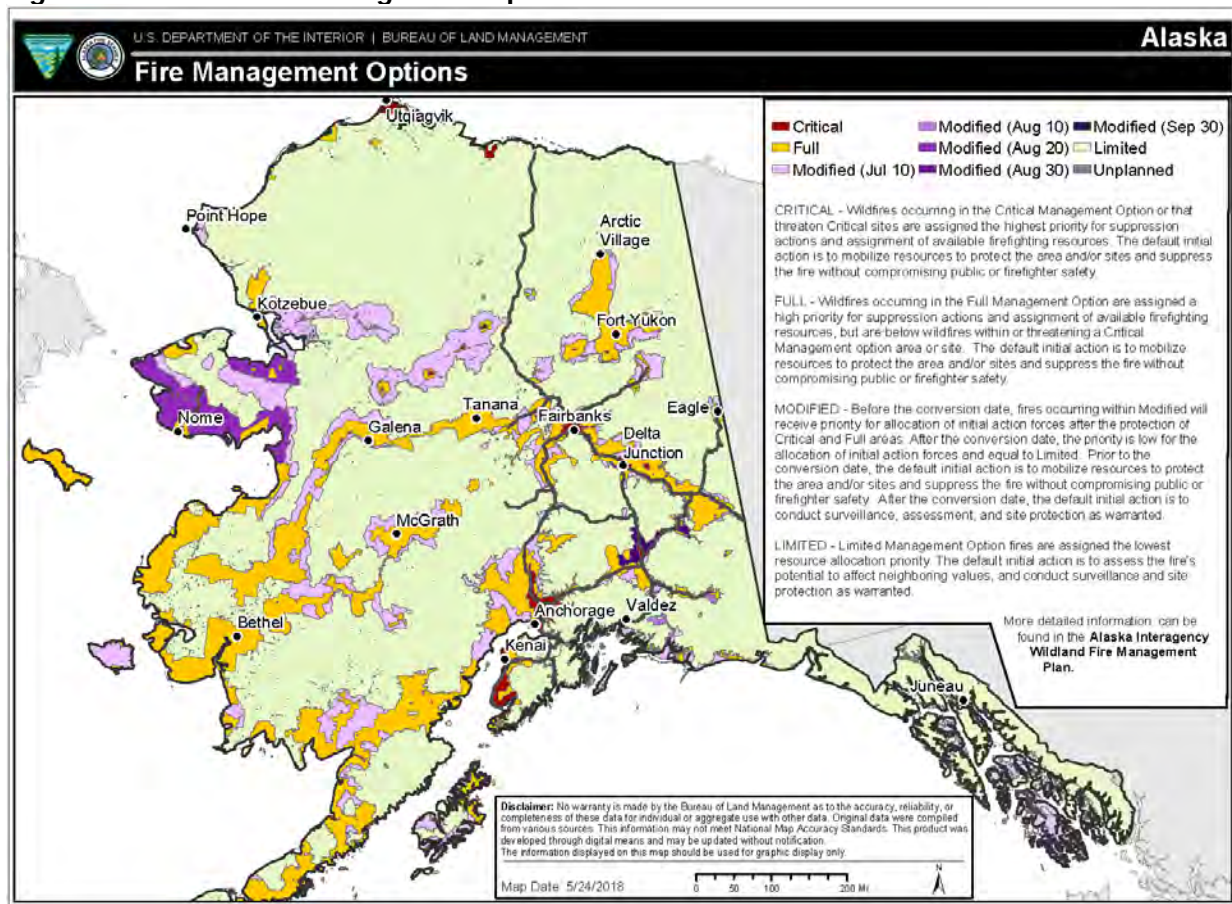 U.S. DEPARTMENT OF THE INTERIOR | BUREAU OF LAND MANAGEMENT
Alaska
Fire Management Options
Critical
Full
Modified (Jul 10)
Modified (Aug 10)
Modified (Aug 20)
Modified (Aug 30)
Modified (Sep 30)
Limited
Unplanned
CRITICAL - Wildfires occurring in the Critical Management Option or that
threaten Critical sites are assigned the highest priority for suppression
actions and assignment of available firefighting resources. The default initial
action is to mobilize resources to protect the area and/or sites and suppress
the fire without compromising public or firefighter safety.
FULL - Wildfires occurring in the Full Management Option are assigned a
high priority for suppression actions and assignment of available firefighting
resources, but are below wildfires within or threatening a Critical
Management option area or site. The default initial action is to mobilize
resources to protect the area and/or sites and suppress the fire without
compromising public or firefighter safety.
MODIFIED - Before the conversion date, fires occurring within Modified will
receive priority for allocation of initial action forces after the protection of
Critical and Full areas. After the conversion date, the priority is low for the
allocation of initial action forces and equal to Limited. Prior to the
conversion date, the default initial action is to mobilize resources to protect
the area and/or sites and suppress the fire without compromising public or
firefighter safety. After the conversion date, the default initial action is to
conduct surveillance, assessment, and site protection as warranted.
LIMITED - Limited Management Option fires are assigned the lowest
resource allocation priority. The default initial action is to assess the fire's
potential to affect neighboring values, and conduct surveillance and site
protection as warranted.
More detailed information can be
found in the Alaska Interagency
Wildland Fire Management
Plan.
Utqiagvik
Point Hope
Arctic
Village
Kotzebue
Fort Yukon
Nome
Tanana
Fairbanks
Eagle
Galena
Delta
Junction
McGrath
Anchorage
Valdez
Bethel
Kenai
Juneau
Disclaimer: No warranty is made by the Bureau of Land Management as to the accuracy, reliability, or
completeness of these data for individual or aggregate use with other data. Original data were compiled
from various sources. This information may not meet National Map Accuracy Standards. This product was
developed through digital means and may be updated without notification.
The information displayed on this map should be used for graphic display only.
Map Date: 5/24/2018
0 50 100 200 Mi
N